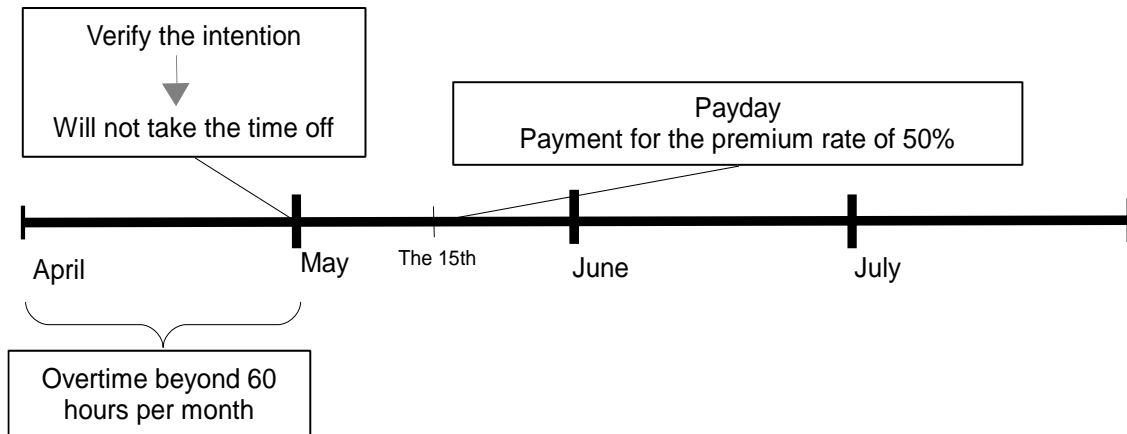 Verify the intention
Will not take the time off
Payday
Payment for the premium rate of 50%
April
May
The 15th
June
July
Overtime beyond 60
hours per month